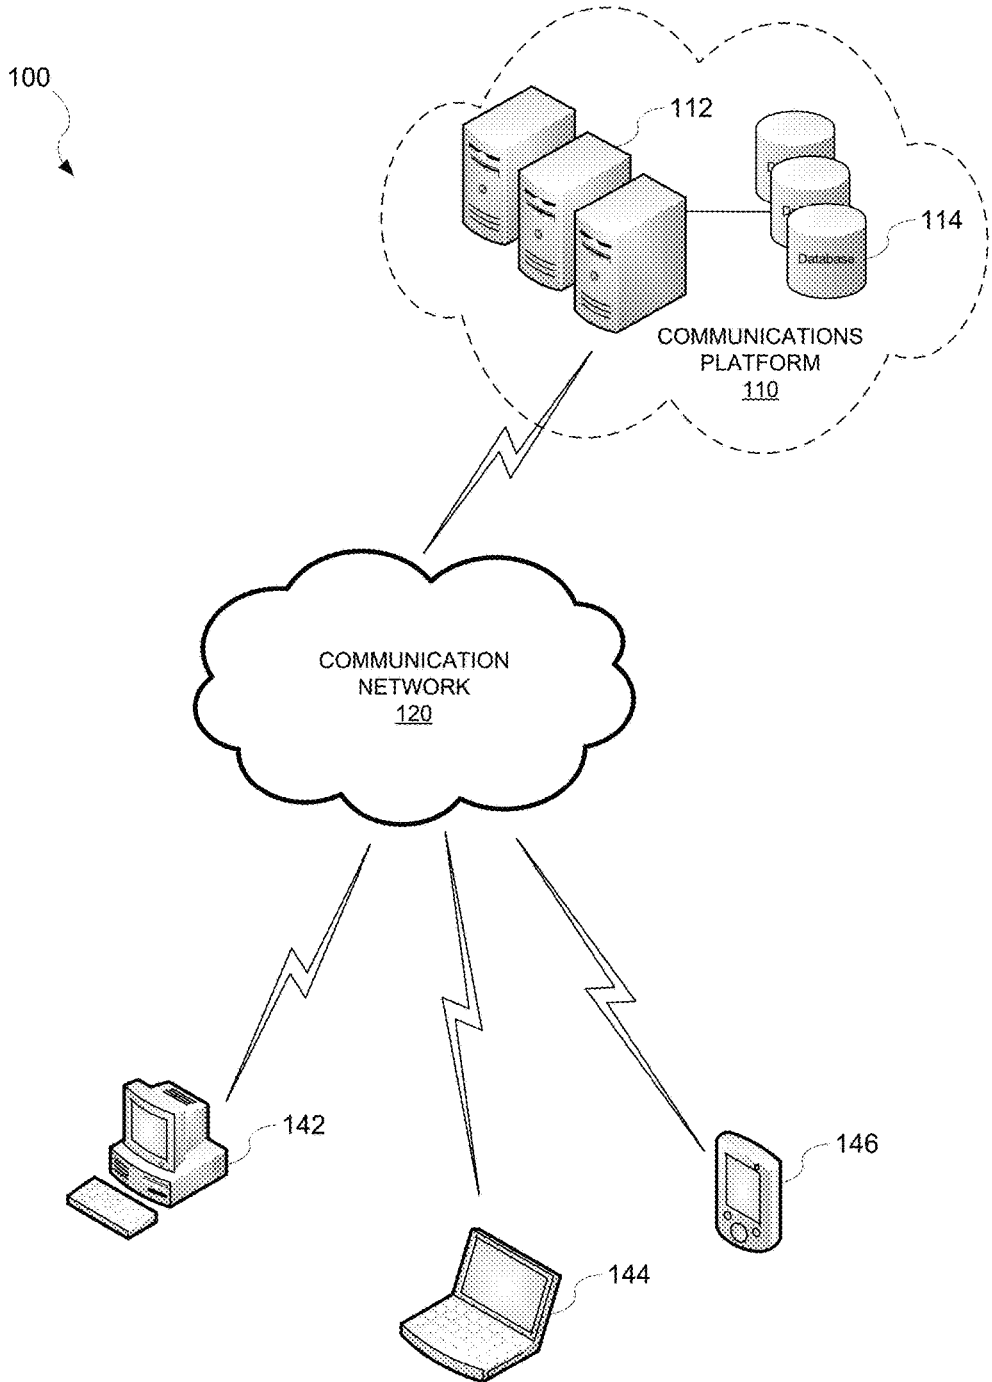 100
112
D
D
114
Database
COMMUNICATIONS
PLATFORM
110
COMMUNICATION
NETWORK
120
142
146
144